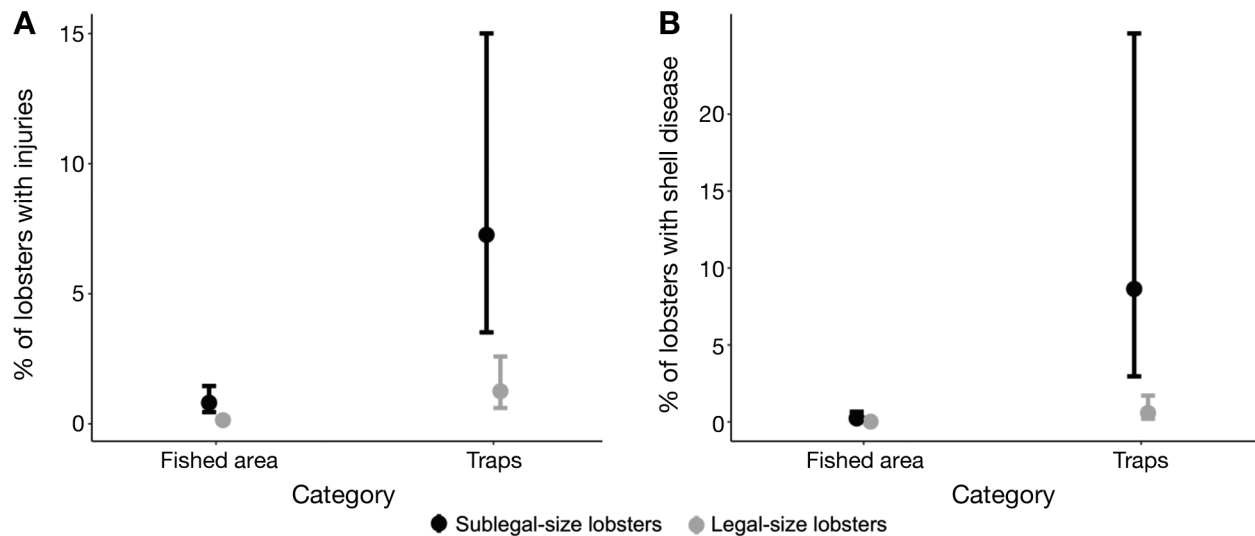 A
% of lobsters with injuries
15
10
5
0
Fished area
Traps
Category
B
% of lobsters with shell disease
20
15
10
5
0
Fished area
Traps
Category
Sublegal-size lobsters
Legal-size lobsters